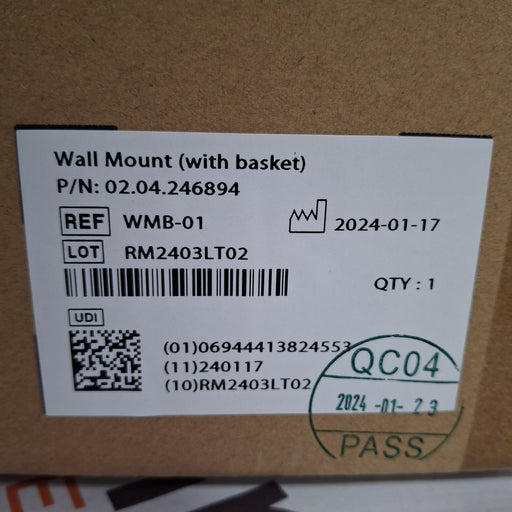 Wall Mount (with basket)
P/N: 02.04.246894
REF WMB-01 2024-01-17
LOT RM2403LT02
QTY : 1
UDI
(01)06944413824553
(11)240117
(10)RM2403LT02
QC04
2024 -01- 23
PASS